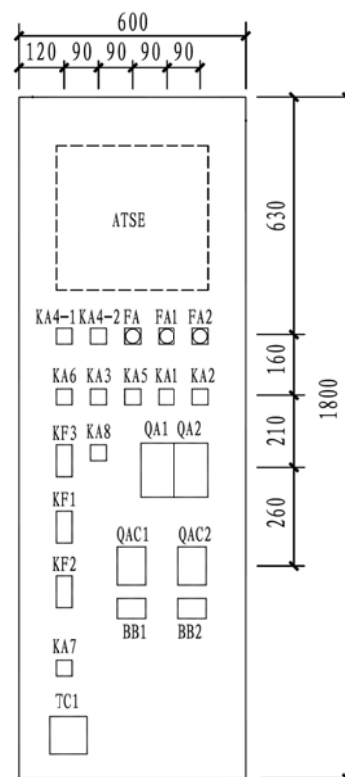 600
120 90 90 90 90
ATSE
630
KA4-1 KA4-2 FA FA1 FA2
160
KA6 KA3 KA5 KA1 KA2
1800
KF3 KA8 QA1 QA2
210
KF1
260
QAC1 QAC2
KF2
BB1 BB2
KA7
TC1